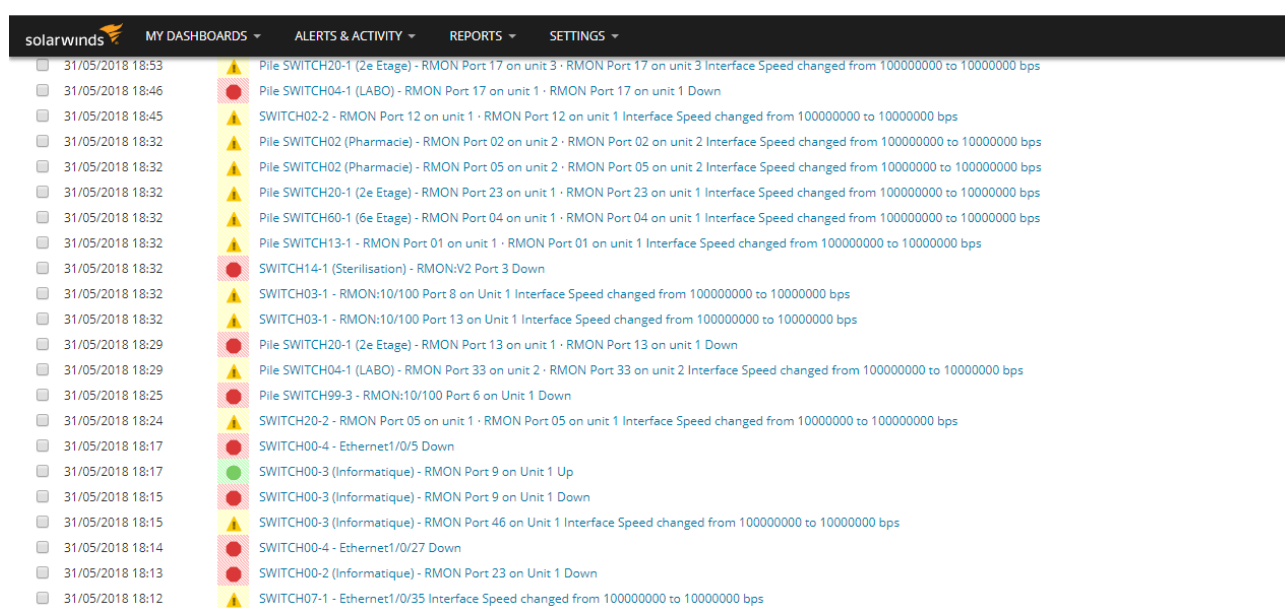 solarwinds MY DASHBOARDS ALERTS & ACTIVITY REPORTS SETTINGS
31/05/2018 18:53 Pile SWITCH20-1 (2e Etage) - RMON Port 17 on unit 3 · RMON Port 17 on unit 3 Interface Speed changed from 100000000 to 10000000 bps
31/05/2018 18:46 Pile SWITCH04-1 (LABO) - RMON Port 17 on unit 1 · RMON Port 17 on unit 1 Down
31/05/2018 18:45 SWITCH02-2 - RMON Port 12 on unit 1 · RMON Port 12 on unit 1 Interface Speed changed from 100000000 to 10000000 bps
31/05/2018 18:32 Pile SWITCH02 (Pharmacie) - RMON Port 02 on unit 2 · RMON Port 02 on unit 2 Interface Speed changed from 100000000 to 10000000 bps
31/05/2018 18:32 Pile SWITCH02 (Pharmacie) - RMON Port 05 on unit 2 · RMON Port 05 on unit 2 Interface Speed changed from 100000000 to 10000000 bps
31/05/2018 18:32 Pile SWITCH20-1 (2e Etage) - RMON Port 23 on unit 1 · RMON Port 23 on unit 1 Interface Speed changed from 100000000 to 10000000 bps
31/05/2018 18:32 Pile SWITCH60-1 (6e Etage) - RMON Port 04 on unit 1 · RMON Port 04 on unit 1 Interface Speed changed from 100000000 to 10000000 bps
31/05/2018 18:32 Pile SWITCH13-1 - RMON Port 01 on unit 1 · RMON Port 01 on unit 1 Interface Speed changed from 100000000 to 10000000 bps
31/05/2018 18:32 SWITCH14-1 (Sterilisation) - RMON:V2 Port 3 Down
31/05/2018 18:32 SWITCH03-1 - RMON:10/100 Port 8 on Unit 1 Interface Speed changed from 100000000 to 10000000 bps
31/05/2018 18:32 SWITCH03-1 - RMON:10/100 Port 13 on Unit 1 Interface Speed changed from 100000000 to 10000000 bps
31/05/2018 18:29 Pile SWITCH20-1 (2e Etage) - RMON Port 13 on unit 1 · RMON Port 13 on unit 1 Down
31/05/2018 18:29 Pile SWITCH04-1 (LABO) - RMON Port 33 on unit 2 · RMON Port 33 on unit 2 Interface Speed changed from 100000000 to 10000000 bps
31/05/2018 18:25 Pile SWITCH99-3 - RMON:10/100 Port 6 on Unit 1 Down
31/05/2018 18:24 SWITCH20-2 - RMON Port 05 on unit 1 · RMON Port 05 on unit 1 Interface Speed changed from 10000000 to 100000000 bps
31/05/2018 18:17 SWITCH00-4 - Ethernet1/0/5 Down
31/05/2018 18:17 SWITCH00-3 (Informatique) - RMON Port 9 on Unit 1 Up
31/05/2018 18:15 SWITCH00-3 (Informatique) - RMON Port 9 on Unit 1 Down
31/05/2018 18:15 SWITCH00-3 (Informatique) - RMON Port 46 on Unit 1 Interface Speed changed from 100000000 to 10000000 bps
31/05/2018 18:14 SWITCH00-4 - Ethernet1/0/27 Down
31/05/2018 18:13 SWITCH00-2 (Informatique) - RMON Port 23 on Unit 1 Down
31/05/2018 18:12 SWITCH07-1 - Ethernet1/0/35 Interface Speed changed from 100000000 to 10000000 bps